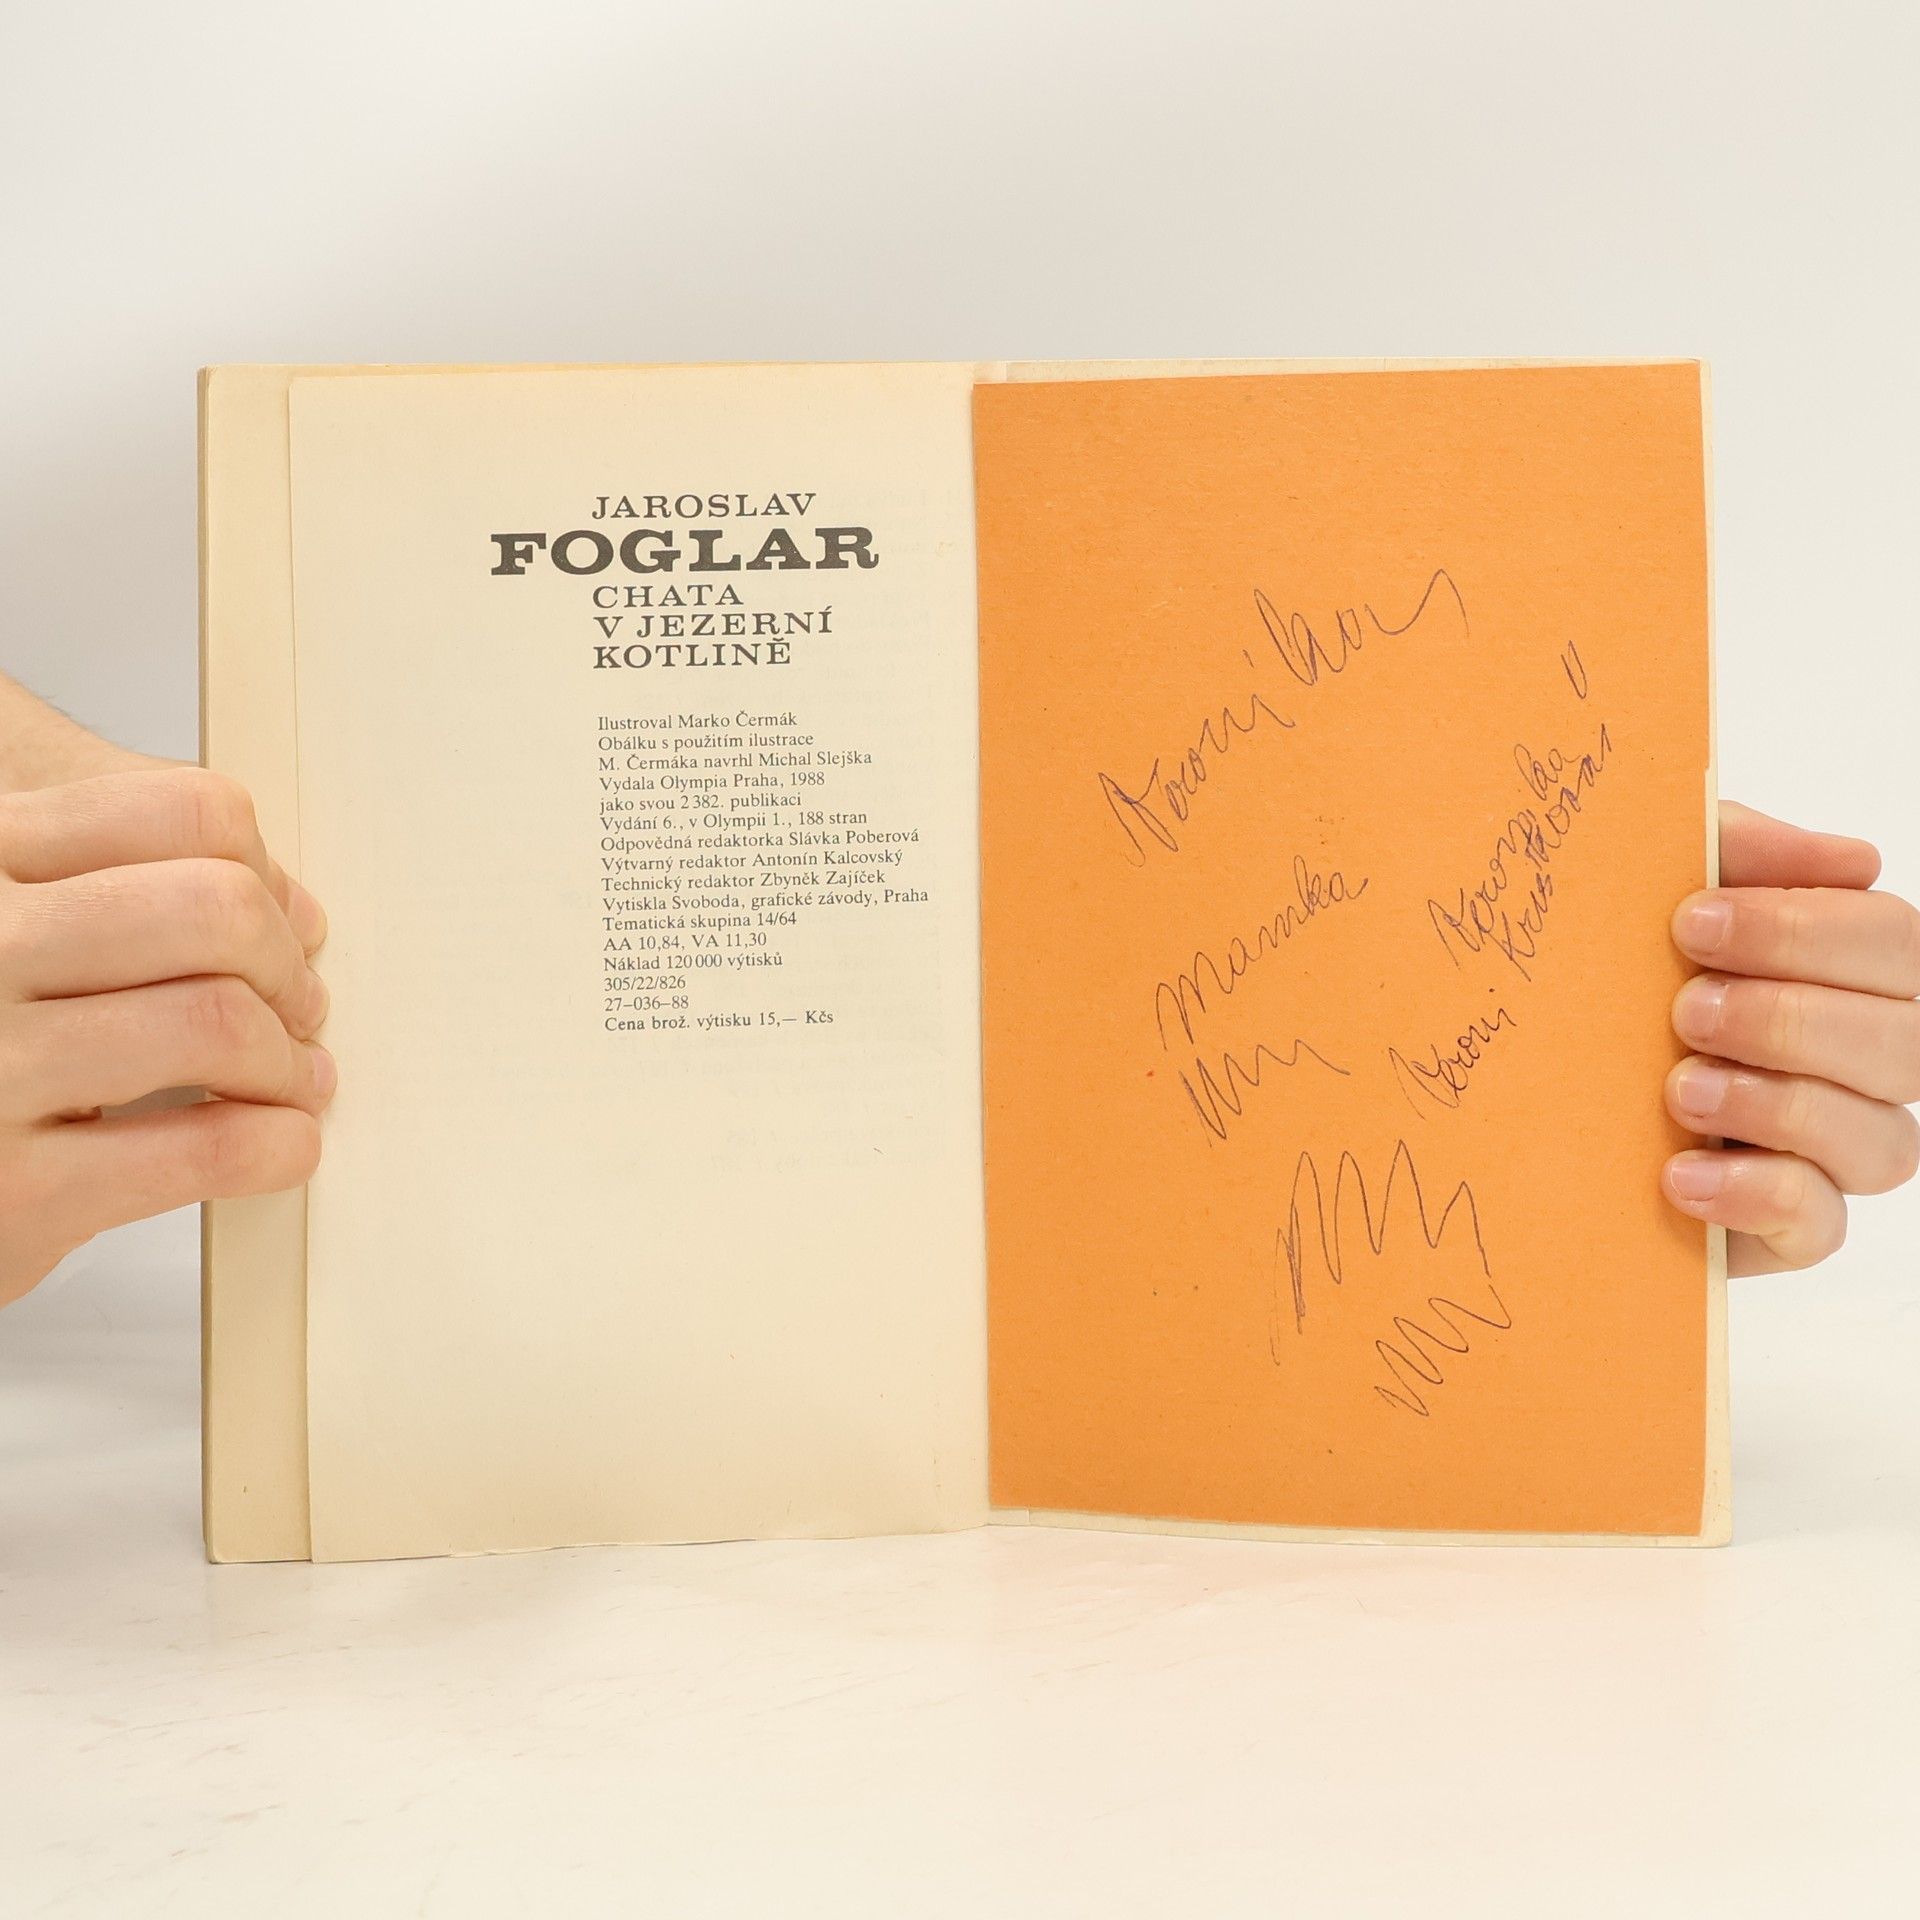 JAROSLAV
FOGLAR
CHATA
V JEZERNÍ
KOTLINĚ
Ilustroval Marko Čermák
Obálku s použitím ilustrace
M. Čermáka navrhl Michal Slejška
Vydala Olympia Praha, 1988
jako svou 2 382. publikaci
Vydání 6., v Olympii 1., 188 stran
Odpovědná redaktorka Slávka Poberová
Výtvarný redaktor Antonín Kalcovský
Technický redaktor Zbyněk Zajíček
Vytiskla Svoboda, grafické závody, Praha
Tematická skupina 14/64
AA 10,84, VA 11,30
Náklad 120 000 výtisků
305/22/826
27–036–88
Cena brož. výtisku 15,— Kčs
Veronika
Mamka
Veronika
Veroni